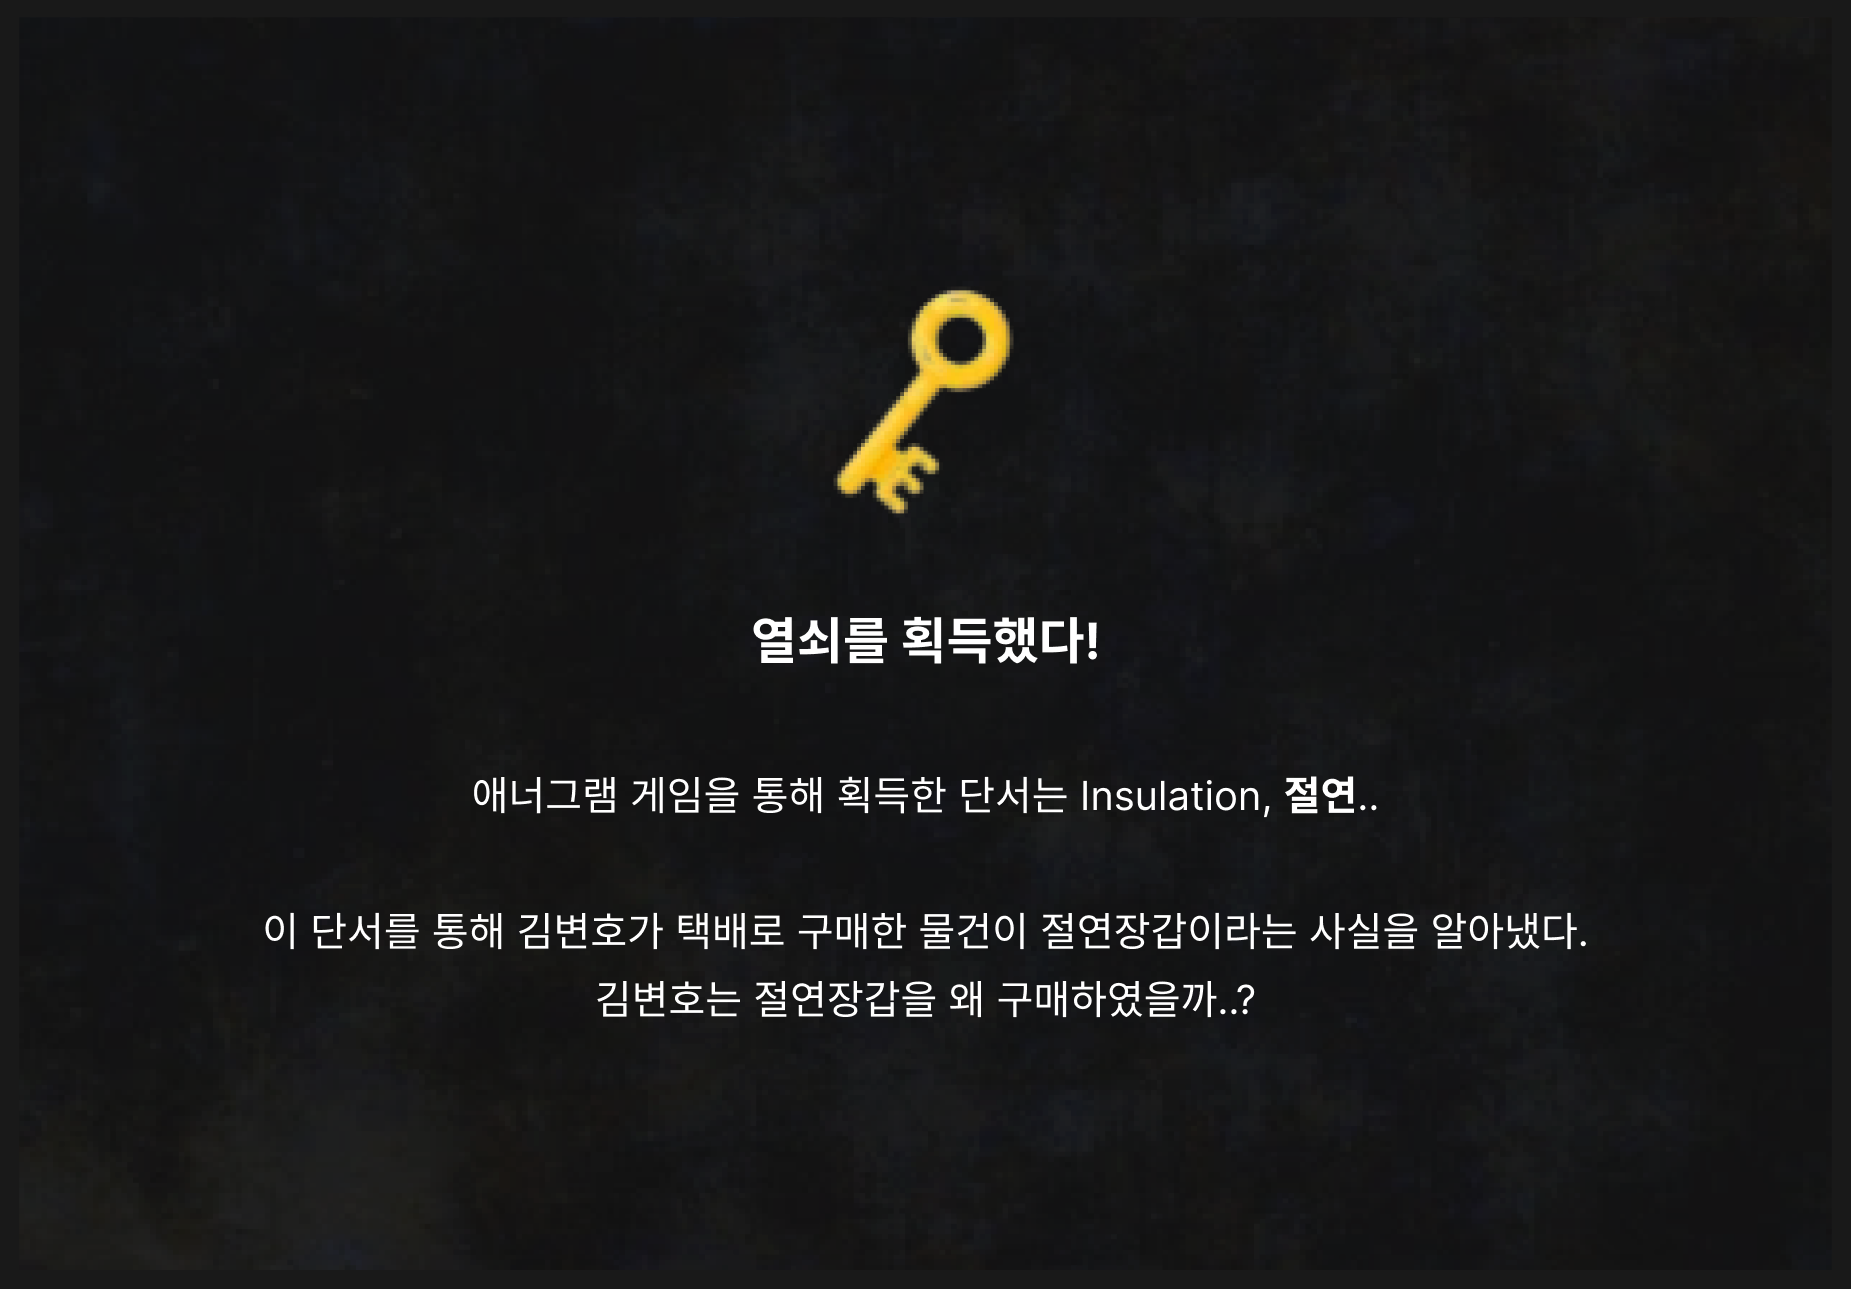 열쇠를 획득했다!
애너그램 게임을 통해 획득한 단서는 Insulation, 절연..
이 단서를 통해 김변호가 택배로 구매한 물건이 절연장갑이라는 사실을 알아냈다.
김변호는 절연장갑을 왜 구매하였을까..?